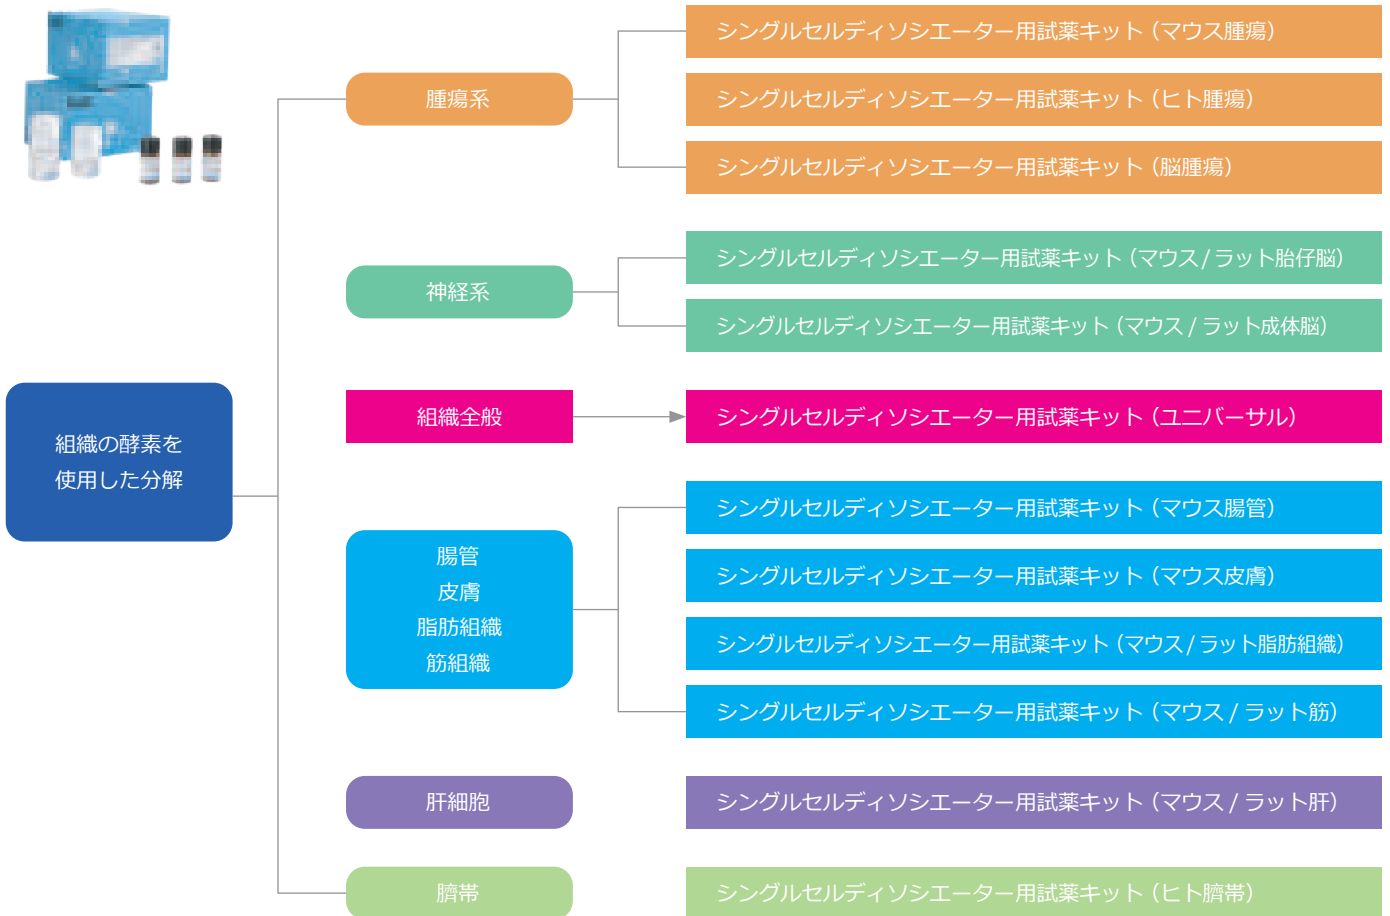 組織の酵素を
使用した分解
腫瘍系
シングルセルディソシエーター用試薬キット（マウス腫瘍）
シングルセルディソシエーター用試薬キット（ヒト腫瘍）
シングルセルディソシエーター用試薬キット（脳腫瘍）
神経系
シングルセルディソシエーター用試薬キット（マウス/ラット胎仔脳）
シングルセルディソシエーター用試薬キット（マウス / ラット成体脳）
組織全般
シングルセルディソシエーター用試薬キット（ユニバーサル）
腸管
皮膚
脂肪組織
筋組織
シングルセルディソシエーター用試薬キット（マウス腸管）
シングルセルディソシエーター用試薬キット（マウス皮膚）
シングルセルディソシエーター用試薬キット（マウス/ラット脂肪組織）
シングルセルディソシエーター用試薬キット（マウス / ラット筋）
肝細胞
シングルセルディソシエーター用試薬キット（マウス / ラット肝）
臍帯
シングルセルディソシエーター用試薬キット（ヒト臍帯）